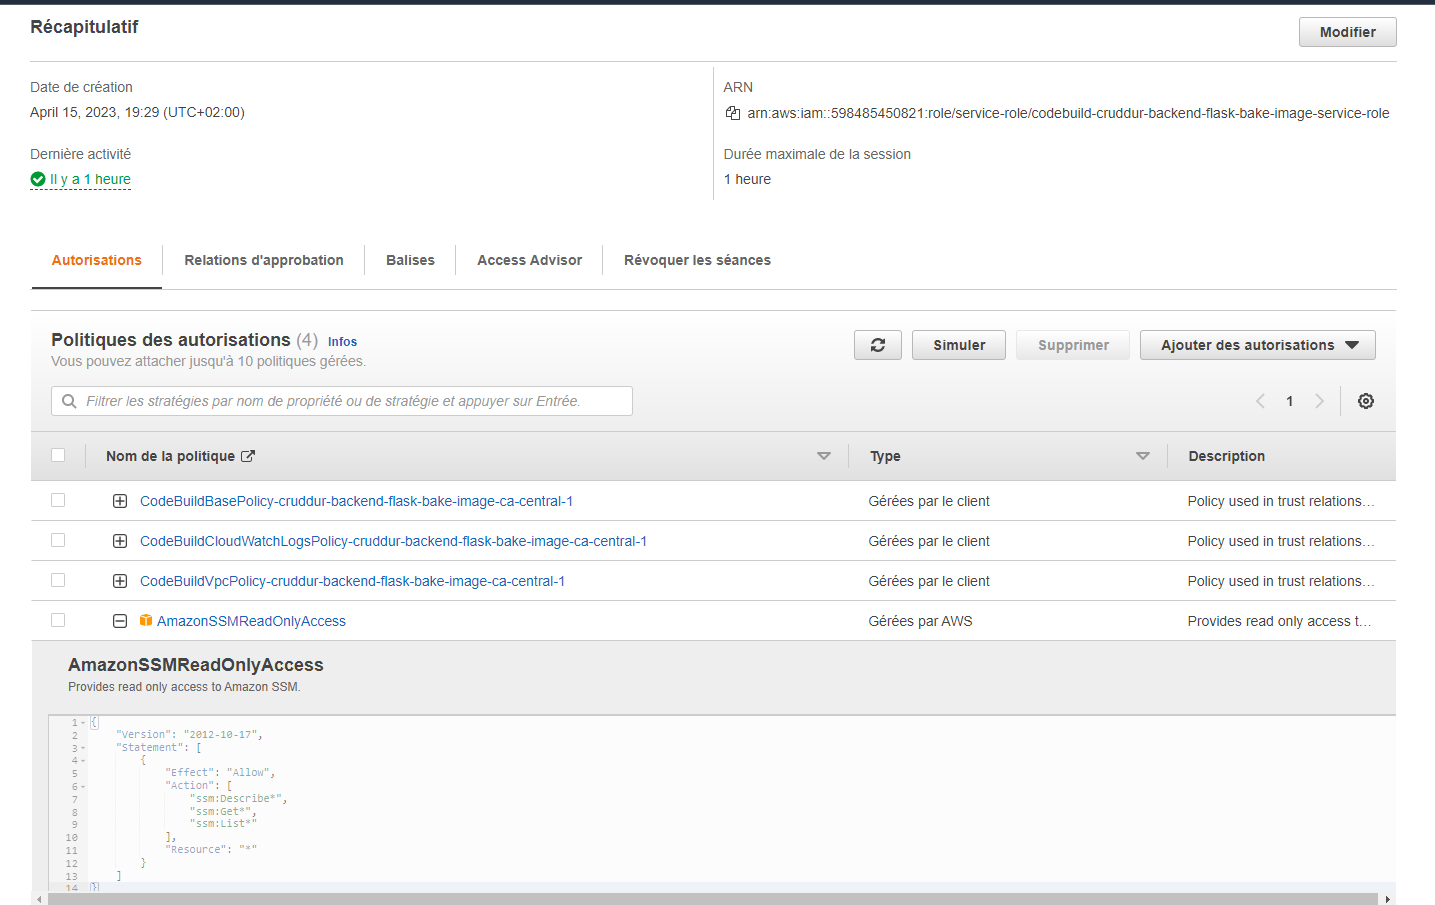 Récapitulatif
Modifier
Date de création
April 15, 2023, 19:29 (UTC+02:00)
ARN
arn:aws:iam::598485450821:role/service-role/codebuild-cruddur-backend-flask-bake-image-service-role
Dernière activité
Il y a 1 heure
Durée maximale de la session
1 heure
Autorisations
Relations d'approbation
Balises
Access Advisor
Révoquer les séances
Politiques des autorisations (4) Infos
Vous pouvez attacher jusqu'à 10 politiques gérées.
Simuler
Supprimer
Ajouter des autorisations
Filtrer les stratégies par nom de propriété ou de stratégie et appuyer sur Entrée.
1
Nom de la politique
Type
Description
CodeBuildBasePolicy-cruddur-backend-flask-bake-image-ca-central-1
Gérées par le client
Policy used in trust relations…
CodeBuildCloudWatchLogsPolicy-cruddur-backend-flask-bake-image-ca-central-1
Gérées par le client
Policy used in trust relations…
CodeBuildVpcPolicy-cruddur-backend-flask-bake-image-ca-central-1
Gérées par le client
Policy used in trust relations…
AmazonSSMReadOnlyAccess
Gérées par AWS
Provides read only access t…
AmazonSSMReadOnlyAccess
Provides read only access to Amazon SSM.
1 {
2 "Version": "2012-10-17",
3 "Statement": [
4 {
5 "Effect": "Allow",
6 "Action": [
7 "ssm:Describe*",
8 "ssm:Get*",
9 "ssm:List*"
10 ],
11 "Resource": "*"
12 }
13 ]
14 }